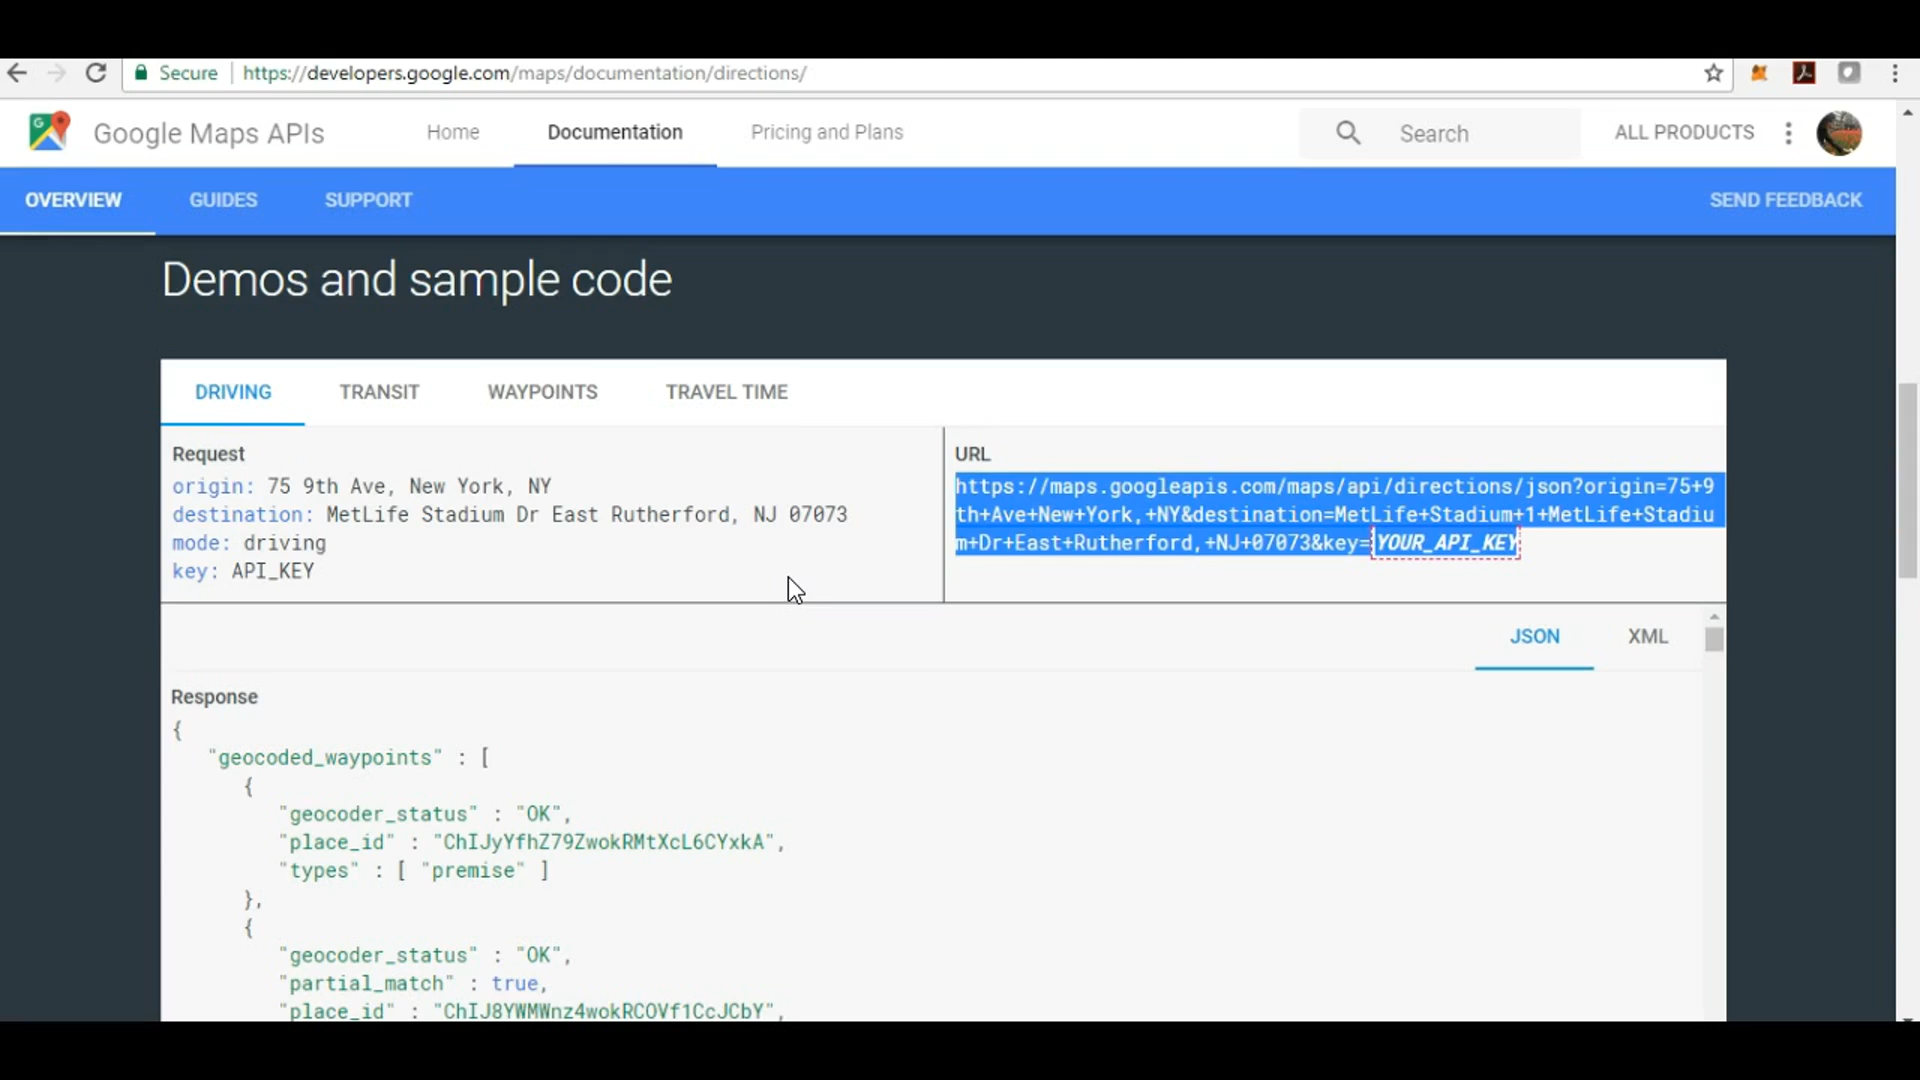 Secure https://developers.google.com/maps/documentation/directions/
Google Maps APIs Home Documentation Pricing and Plans Search ALL PRODUCTS
OVERVIEW GUIDES SUPPORT SEND FEEDBACK
Demos and sample code
DRIVING TRANSIT WAYPOINTS TRAVEL TIME
Request
origin: 75 9th Ave, New York, NY
destination: MetLife Stadium Dr East Rutherford, NJ 07073
mode: driving
key: API_KEY
URL
https://maps.googleapis.com/maps/api/directions/json?origin=75+9
th+Ave+New+York,+NY&destination=MetLife+Stadium+1+MetLife+Stadiu
m+Dr+East+Rutherford,+NJ+07073&key=YOUR_API_KEY
JSON XML
Response
{
"geocoded_waypoints" : [
{
"geocoder_status" : "OK",
"place_id" : "ChIJyYfhZ79ZwokRMtXcL6CYxkA",
"types" : [ "premise" ]
},
{
"geocoder_status" : "OK",
"partial_match" : true,
"place_id" : "ChIJ8YWMWnz4wokRCOVf1CcJCbY",